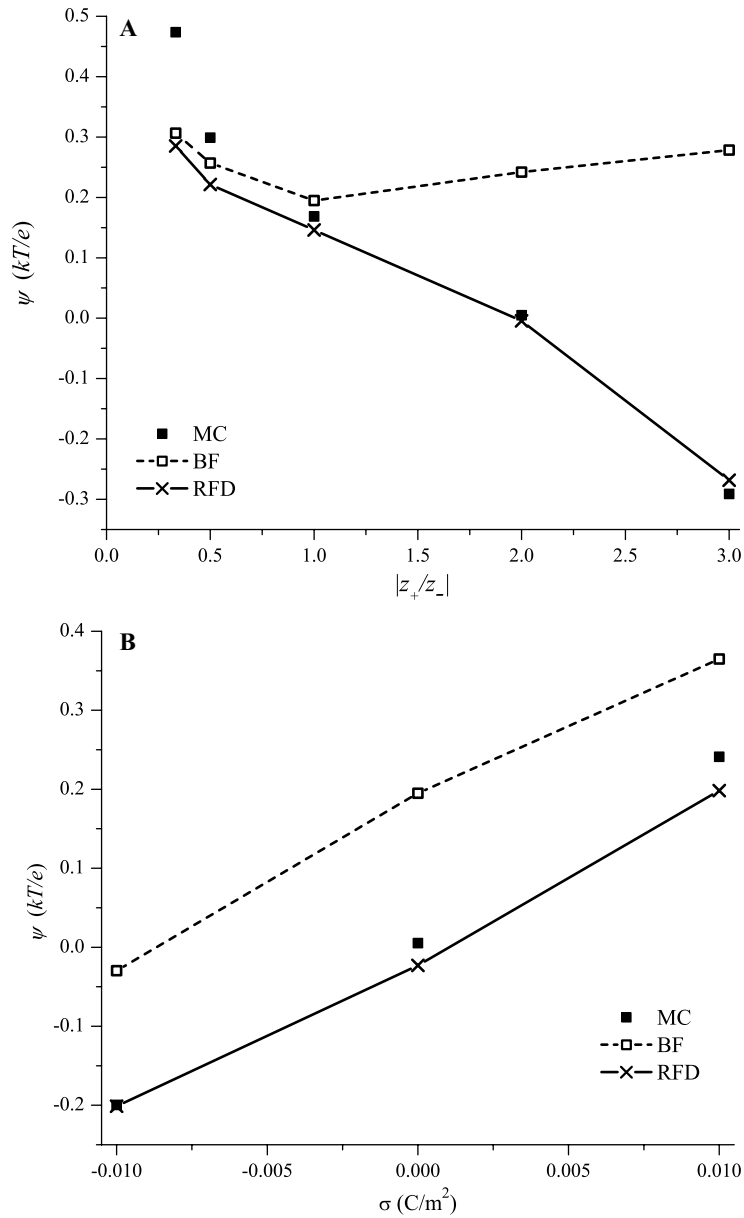 A
0.5
0.4
0.3
0.2
0.1
0.0
-0.1
-0.2
-0.3
ψ (kT/e)
MC
BF
RFD
0.0 0.5 1.0 1.5 2.0 2.5 3.0
|z₊/z₋|
B
0.4
0.3
0.2
0.1
0.0
-0.1
-0.2
ψ (kT/e)
MC
BF
RFD
-0.010 -0.005 0.000 0.005 0.010
σ (C/m²)